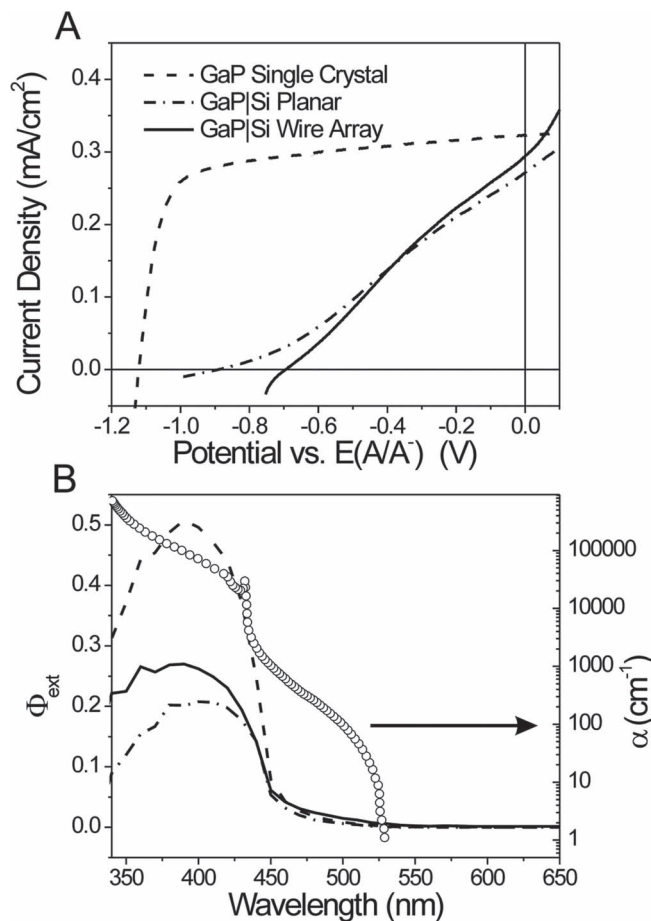 A
GaP Single Crystal
GaP|Si Planar
GaP|Si Wire Array
Current Density (mA/cm²)
0.4
0.3
0.2
0.1
0.0
-1.2 -1.0 -0.8 -0.6 -0.4 -0.2 0.0
Potential vs. E(A/A⁻) (V)
B
Φext
0.5
0.4
0.3
0.2
0.1
0.0
100000
10000
1000
100
10
1
α (cm⁻¹)
350 400 450 500 550 600 650
Wavelength (nm)